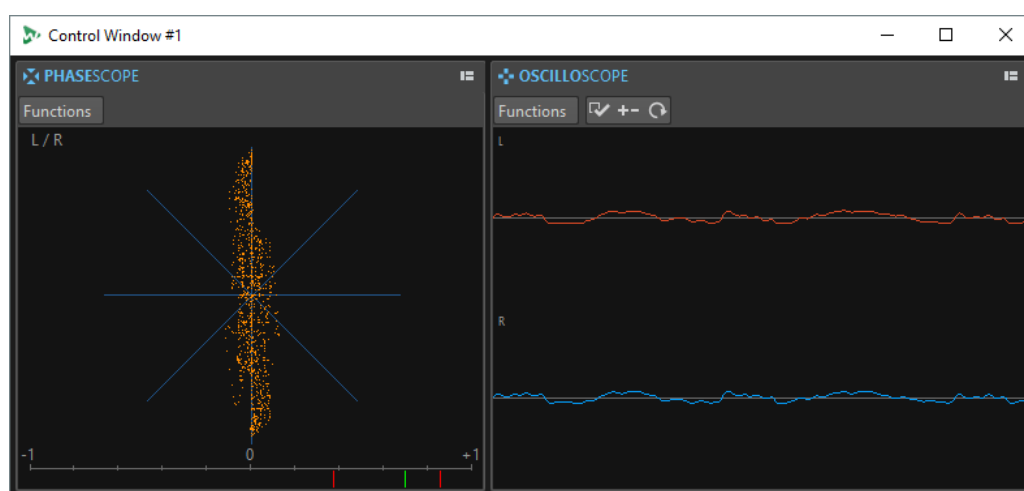 Control Window #1
PHASESCOPE
OSCILLOSCOPE
Functions
Functions
L / R
L
R
-1
0
+1